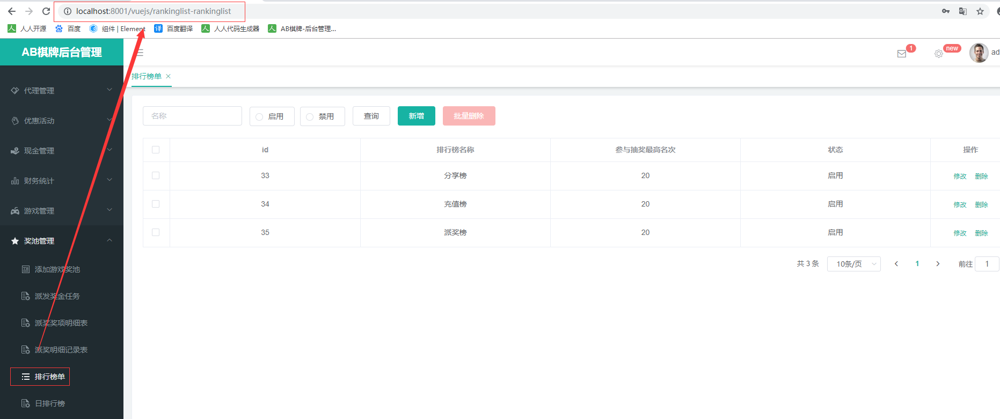 localhost:8001/vuejs/rankinglist-rankinglist
人人开源 百度 组件 | Element 百度翻译 人人代码生成器 AB棋牌-后台管理...
AB棋牌后台管理
1
new
ad
排行榜单
代理管理
优惠活动
现金管理
财务统计
游戏管理
奖池管理
添加游戏奖池
派发奖金任务
派奖奖项明细表
派奖明细记录表
排行榜单
日排行榜
名称 启用 禁用 查询 新增 批量删除
id 排行榜名称 参与抽奖最高名次 状态 操作
33 分享榜 20 启用 修改 删除
34 充值榜 20 启用 修改 删除
35 派奖榜 20 启用 修改 删除
共 3 条 10条/页 1 前往 1